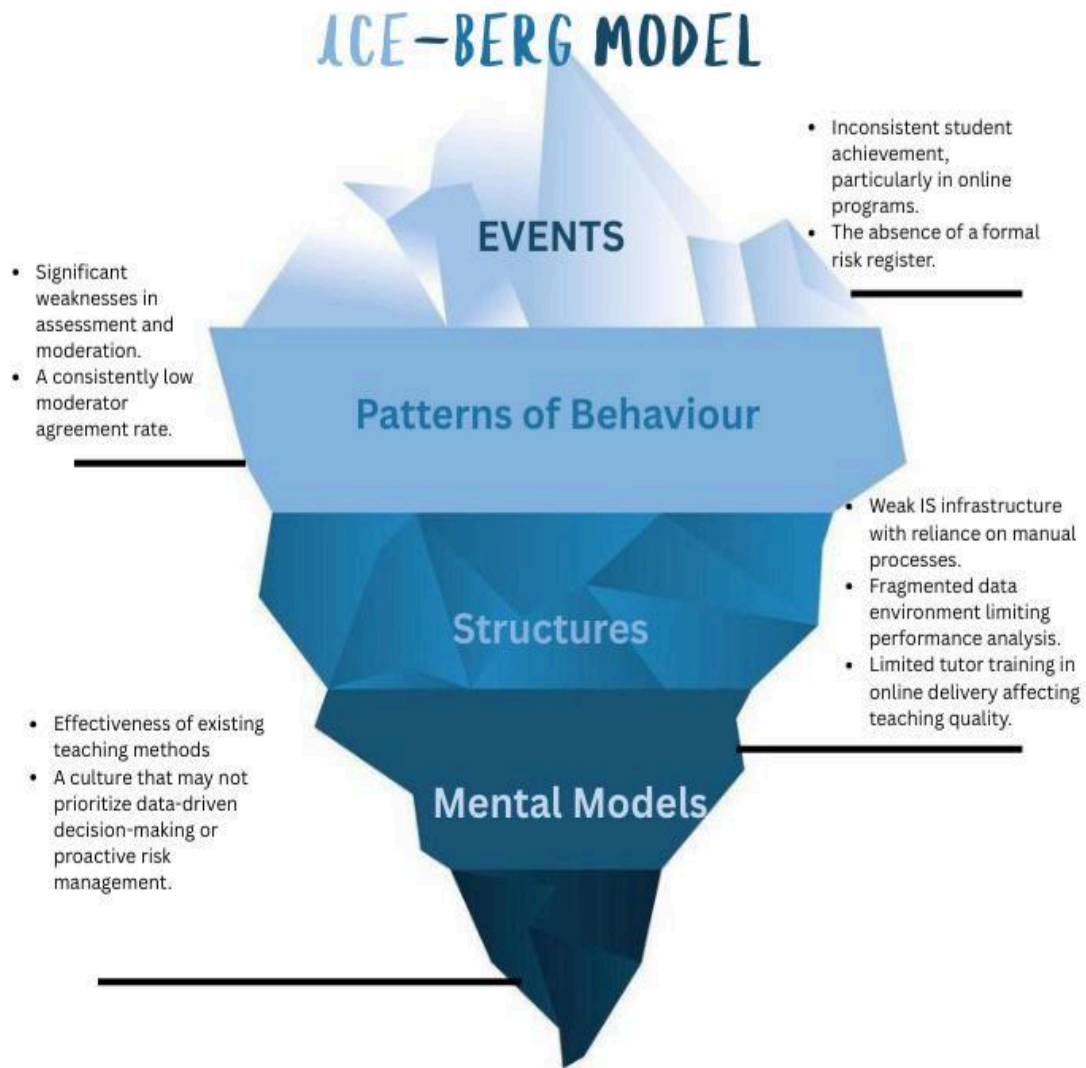 ICE-BERG MODEL
• Inconsistent student
achievement,
particularly in online
programs.
• The absence of a formal
risk register.
EVENTS
• Significant
weaknesses in
assessment and
moderation.
• A consistently low
moderator
agreement rate.
Patterns of Behaviour
• Weak IS infrastructure
with reliance on manual
processes.
• Fragmented data
environment limiting
performance analysis.
• Limited tutor training in
online delivery affecting
teaching quality.
Structures
• Effectiveness of existing
teaching methods
• A culture that may not
prioritize data-driven
decision-making or
proactive risk
management.
Mental Models